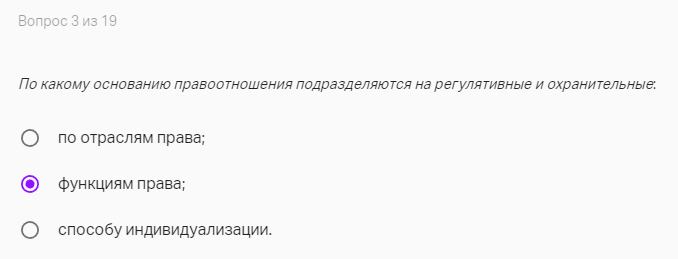 Вопрос 3 из 19
По какому основанию правоотношения подразделяются на регулятивные и охранительные:
по отраслям права;
функциям права;
способу индивидуализации.